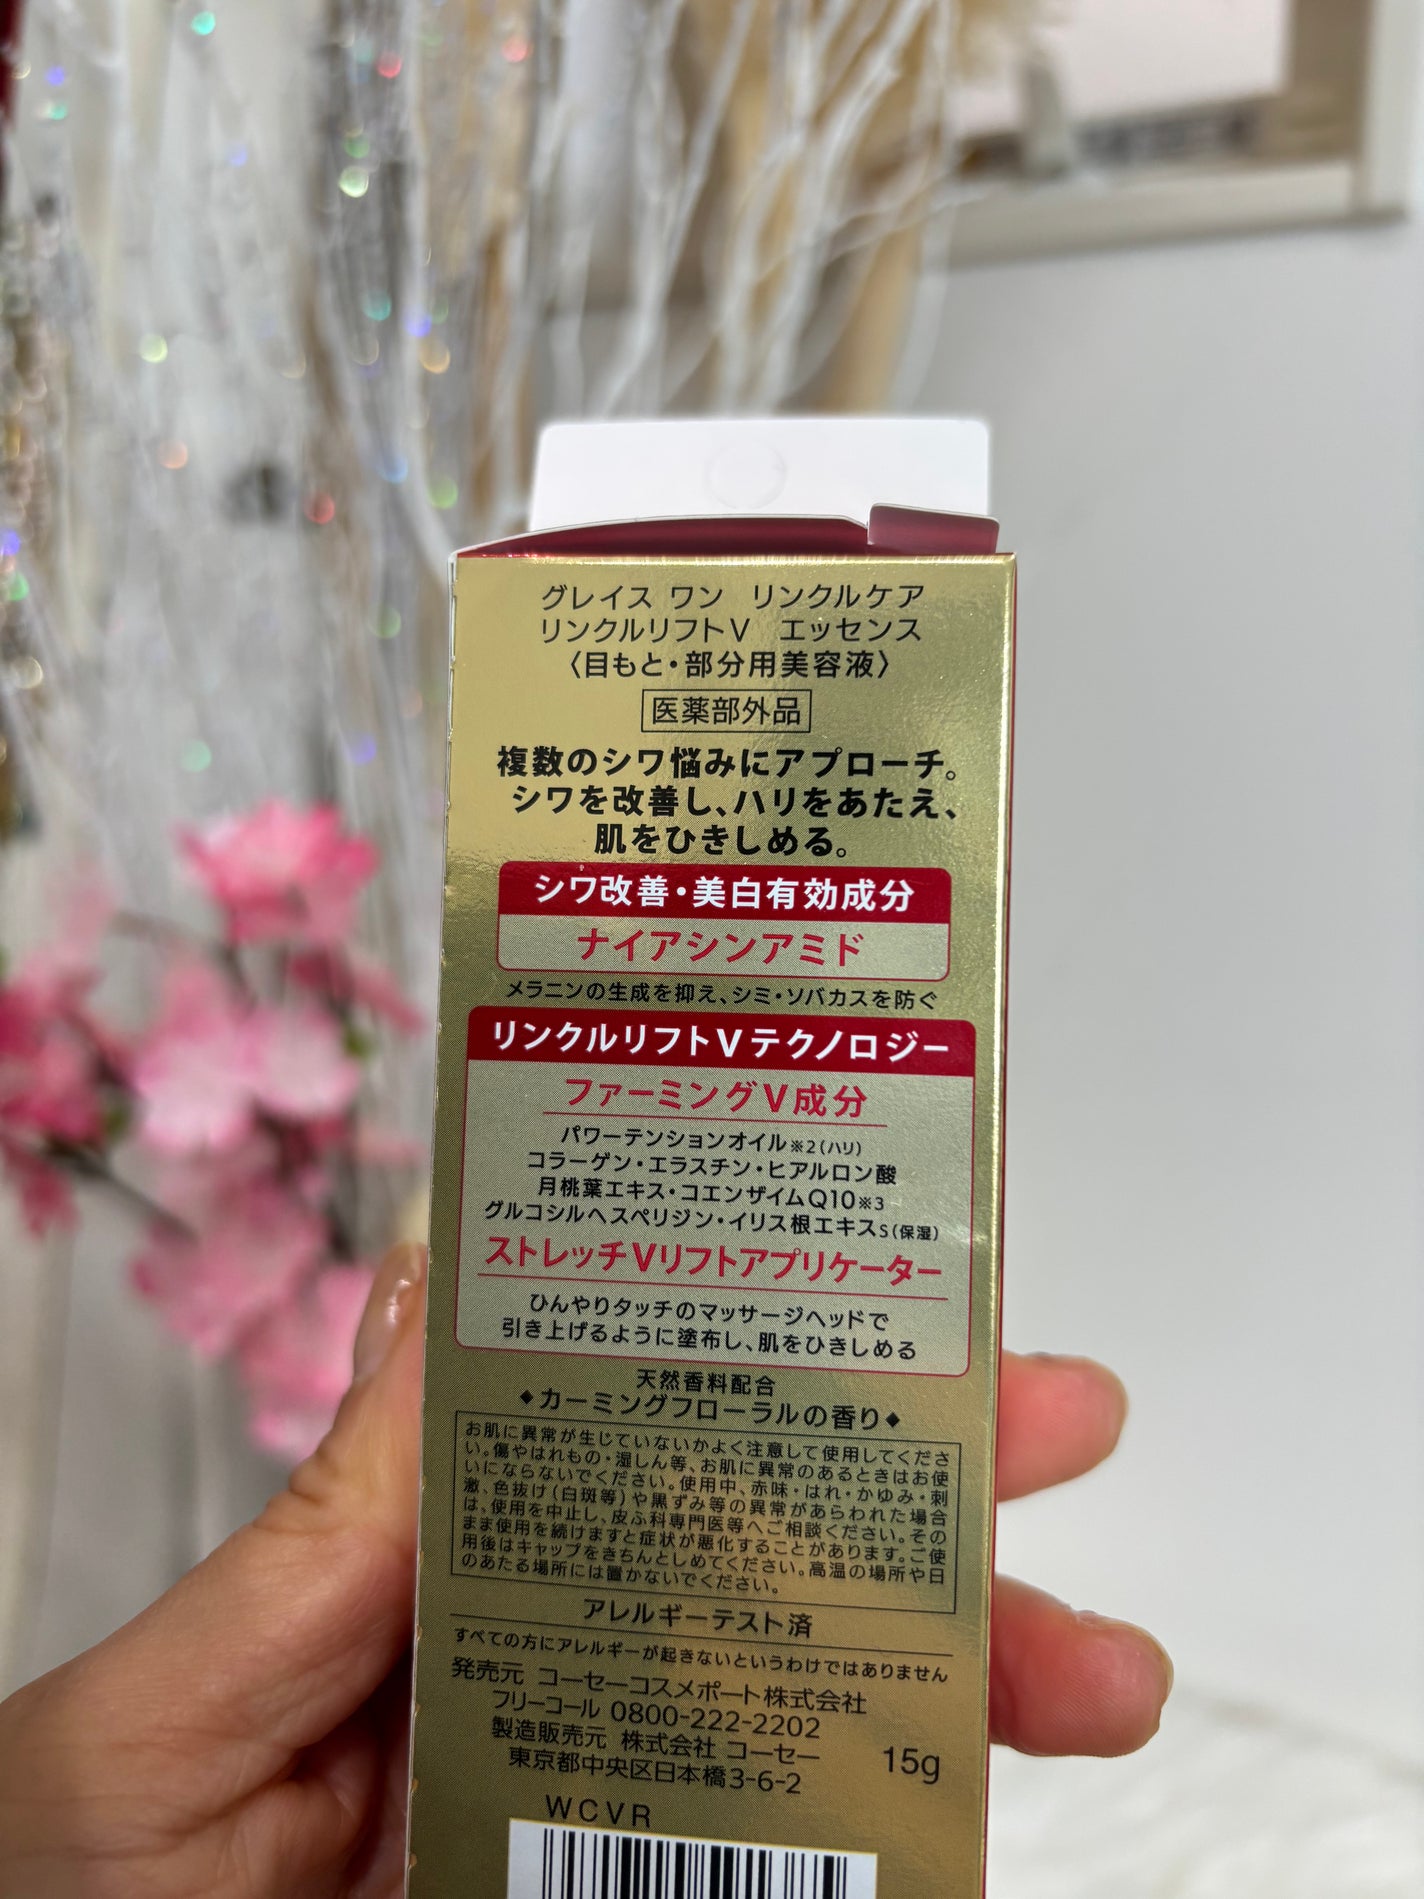 グレイス ワン リンクルケア
リンクルリフトV エッセンス
〈目もと・部分用美容液〉
医薬部外品
複数のシワ悩みにアプローチ。
シワを改善し、ハリをあたえ、
肌をひきしめる。
シワ改善・美白有効成分
ナイアシンアミド
メラニンの生成を抑え、シミ・ソバカスを防ぐ
リンクルリフトVテクノロジー
ファーミングV成分
パワーテンションオイル※2(ハリ)
コラーゲン・エラスチン・ヒアルロン酸
月桃葉エキス・コエンザイムQ10※3
グルコシルヘスペリジン・イリス根エキスS(保湿)
ストレッチVリフトアプリケーター
ひんやりタッチのマッサージヘッドで
引き上げるように塗布し、肌をひきしめる
天然香料配合
◆カーミングフローラルの香り◆
お肌に異常が生じていないかよく注意して使用してくださ
い。傷やはれもの・湿しん等、お肌に異常のあるときはお使
いにならないでください。使用中、赤味・はれ・かゆみ・刺
激、色抜け(白斑等)や黒ずみ等の異常があらわれた場合
は、使用を中止し、皮ふ科専門医等へご相談ください。その
まま使用を続けますと症状が悪化することがあります。ご使
用後はキャップをきちんとしめてください。高温の場所や日
のあたる場所には置かないでください。
アレルギーテスト済
すべての方にアレルギーが起きないというわけではありません
発売元 コーセーコスメポート株式会社
フリーコール 0800-222-2202
製造販売元 株式会社 コーセー
東京都中央区日本橋3-6-2
15g
WCVR